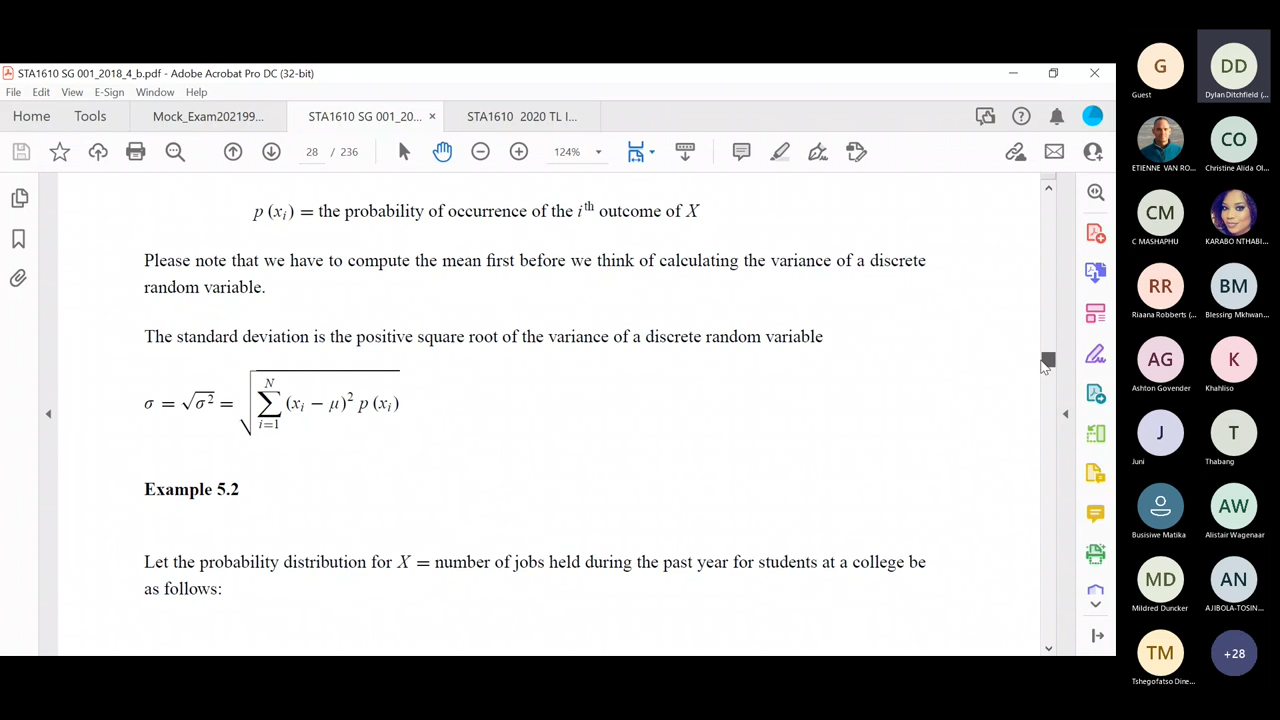 STA1610 SG 001_2018_4_b.pdf - Adobe Acrobat Pro DC (32-bit)
File Edit View E-Sign Window Help
Home Tools Mock_Exam202199... STA1610 SG 001_20... × STA1610 2020 TL I...
28 / 236 124%
p (xᵢ) = the probability of occurrence of the iᵗʰ outcome of X
Please note that we have to compute the mean first before we think of calculating the variance of a discrete
random variable.
The standard deviation is the positive square root of the variance of a discrete random variable
σ = √σ² = √ N ∑ i=1 (xᵢ − μ)² p (xᵢ)
Example 5.2
Let the probability distribution for X = number of jobs held during the past year for students at a college be
as follows:
G DD
Guest Dylan Ditchfield (...
CO
ETIENNE VAN RO... Christine Alida Ol...
CM
C MASHAPHU KARABO NTHABI...
RR BM
Riaana Robberts (... Blessing Mkhwan...
AG K
Ashton Govender Khahliso
J T
Juni Thabang
AW
Busisiwe Matika Alistair Wagenaar
MD AN
Mildred Duncker AJIBOLA-TOSIN...
TM +28
Tshegofatso Dine...